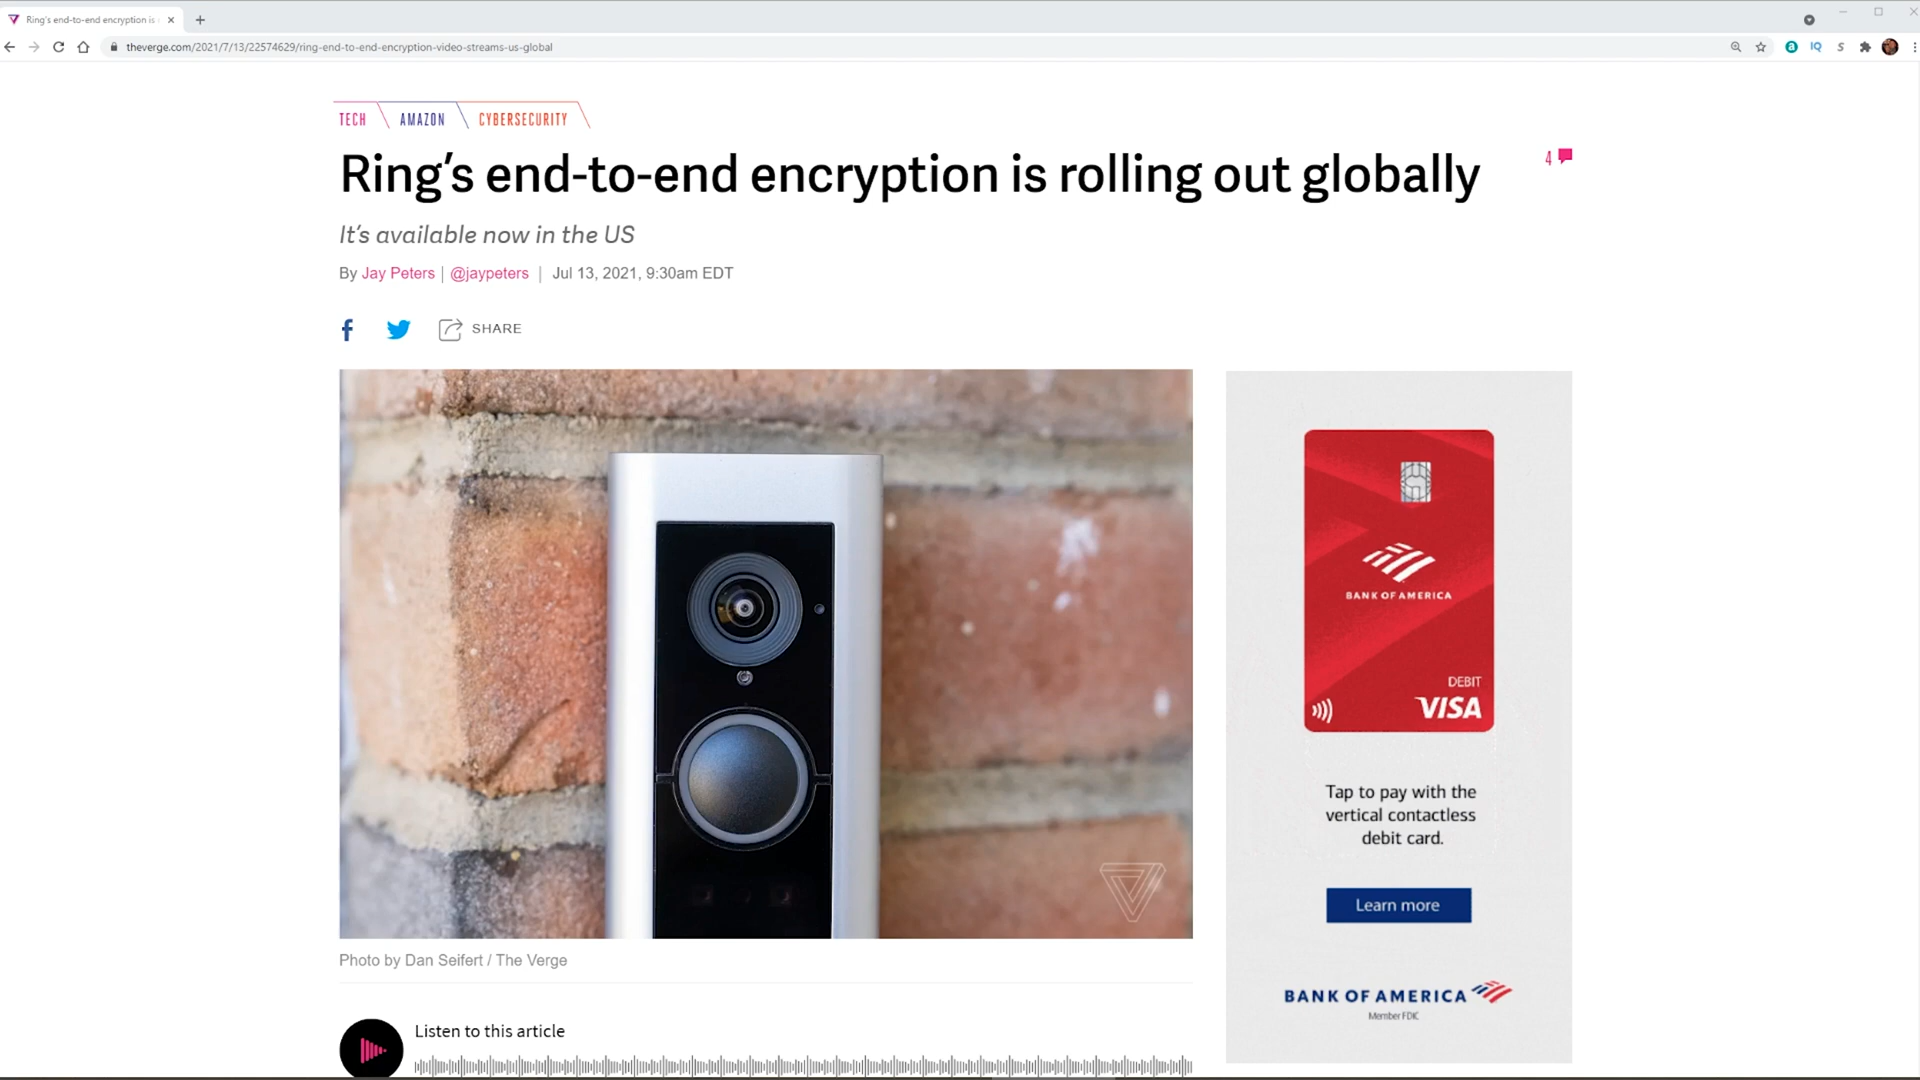 Ring's end-to-end encryption is
theverge.com/2021/7/13/22574629/ring-end-to-end-encryption-video-streams-us-global
IQ
TECH
AMAZON
CYBERSECURITY
Ring's end-to-end encryption is rolling out globally
4
It's available now in the US
By Jay Peters | @jaypeters | Jul 13, 2021, 9:30am EDT
SHARE
BANK OF AMERICA
DEBIT
VISA
Tap to pay with the
vertical contactless
debit card.
Learn more
BANK OF AMERICA
Member FDIC
Photo by Dan Seifert / The Verge
Listen to this article